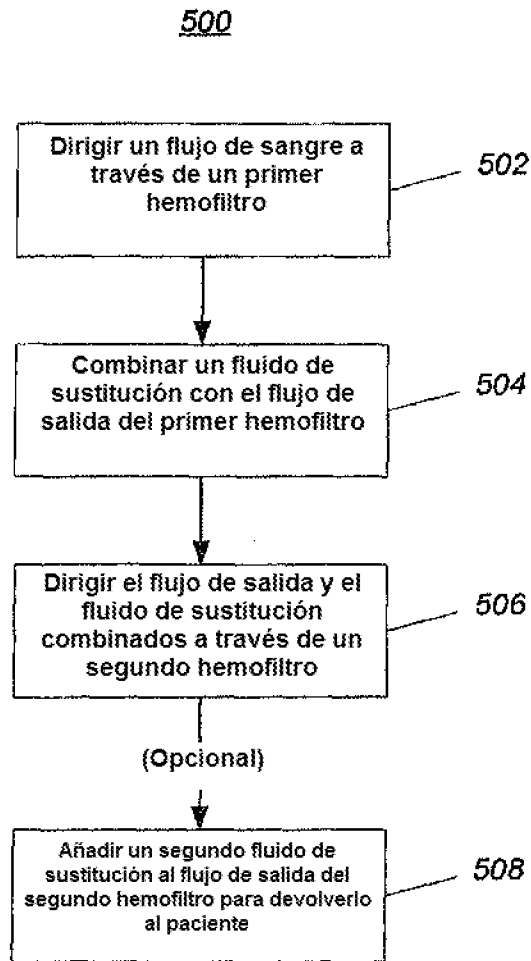 500
Dirigir un flujo de sangre a
través de un primer
hemofiltro
502
Combinar un fluido de
sustitución con el flujo de
salida del primer hemofiltro
504
Dirigir el flujo de salida y el
fluido de sustitución
combinados a través de un
segundo hemofiltro
506
(Opcional)
Añadir un segundo fluido de
sustitución al flujo de salida del
segundo hemofiltro para devolverlo
al paciente
508